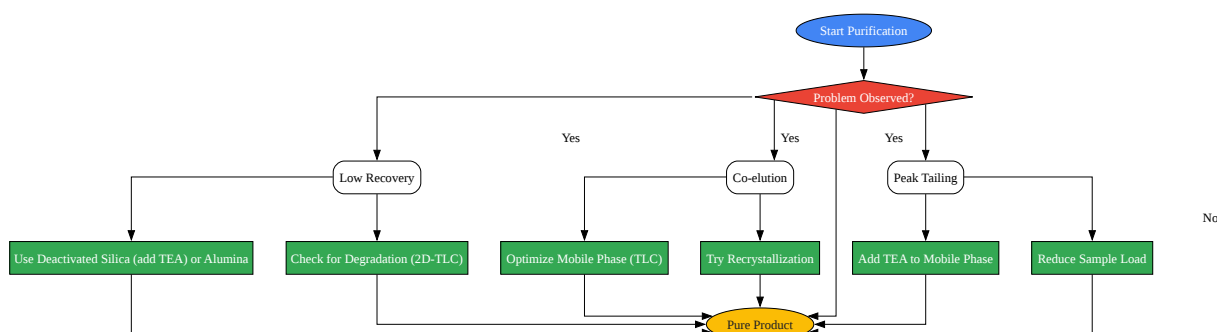 Start Purification
Problem Observed?
Yes
Yes
Yes
Low Recovery
Co-elution
Peak Tailing
No
Use Deactivated Silica (add TEA) or Alumina
Check for Degradation (2D-TLC)
Optimize Mobile Phase (TLC)
Try Recrystallization
Add TEA to Mobile Phase
Reduce Sample Load
Pure Product